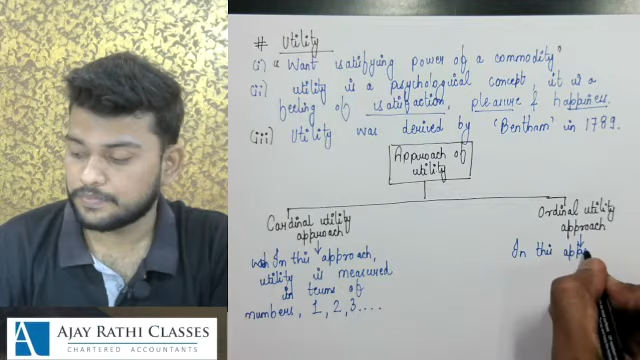 # Utility
(i) "Want satisfying power of a commodity"
(ii) Utility is a psychological concept, it is a
feeling of satisfaction, pleasure & happiness.
(iii) Utility was derived by 'Bentham' in 1789.
Approach of
utility
Cardinal utility
approach
In this approach,
utility is measured
in terms of
numbers, 1, 2, 3....
Ordinal utility
approach
In this app
A
AJAY RATHI CLASSES
CHARTERED ACCOUNTANTS